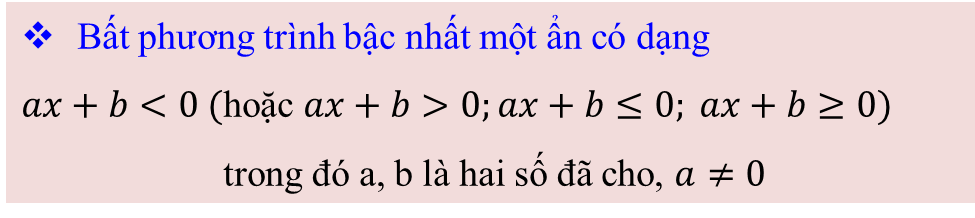 ❖ Bất phương trình bậc nhất một ẩn có dạng
ax + b < 0 (hoặc ax + b > 0; ax + b ≤ 0; ax + b ≥ 0)
trong đó a, b là hai số đã cho, a ≠ 0